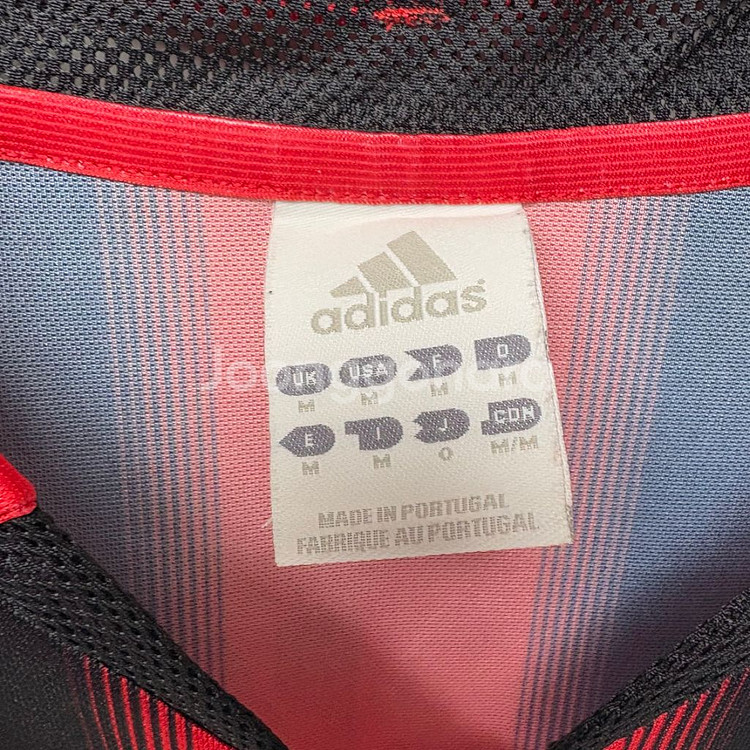 adidas
UK USA F D
M M M M
E I J CDN
M M O M/M
MADE IN PORTUGAL
FABRIQUE AU PORTUGAL